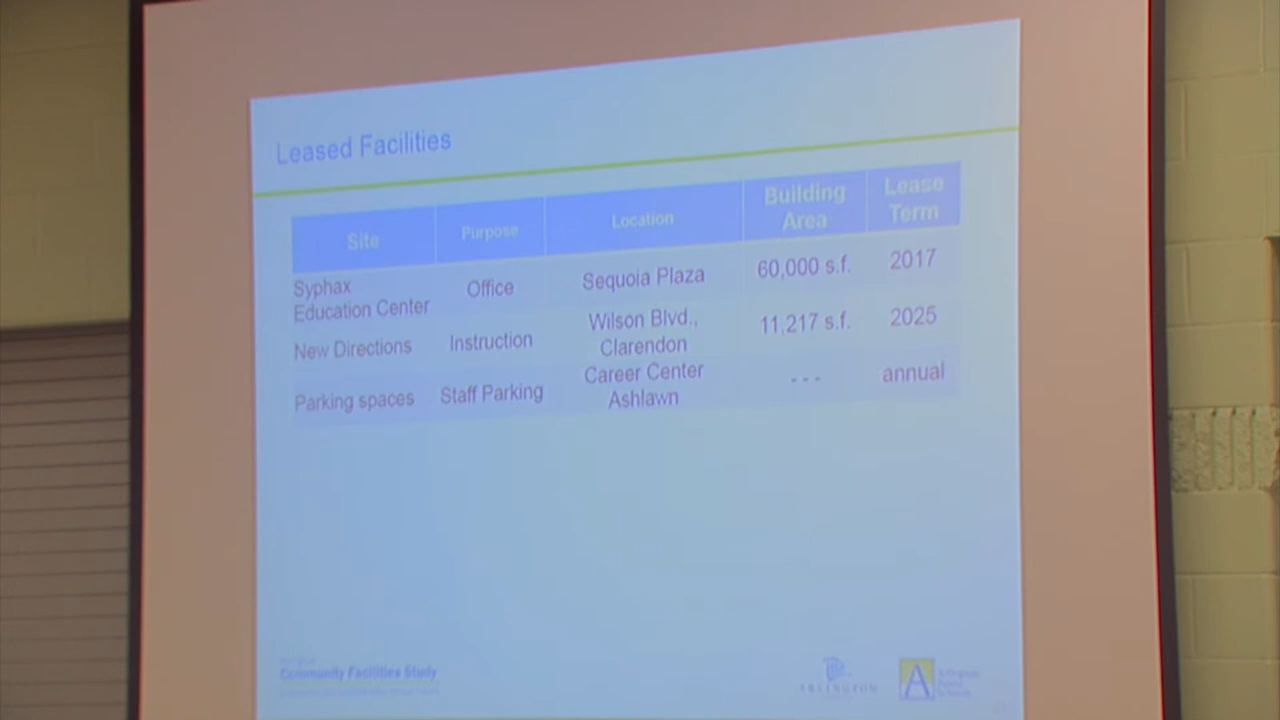 Leased Facilities
Site Purpose Location Building Area Lease Term
Syphax Education Center Office Sequoia Plaza 60,000 s.f. 2017
New Directions Instruction Wilson Blvd., Clarendon 11,217 s.f. 2025
Parking spaces Staff Parking Career Center Ashlawn - - - annual
Community Facilities Study
ARLINGTON
A